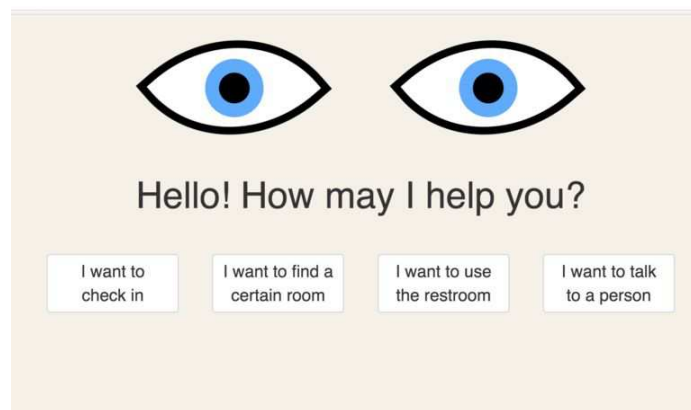 Hello! How may I help you?
I want to
check in
I want to find a
certain room
I want to use
the restroom
I want to talk
to a person